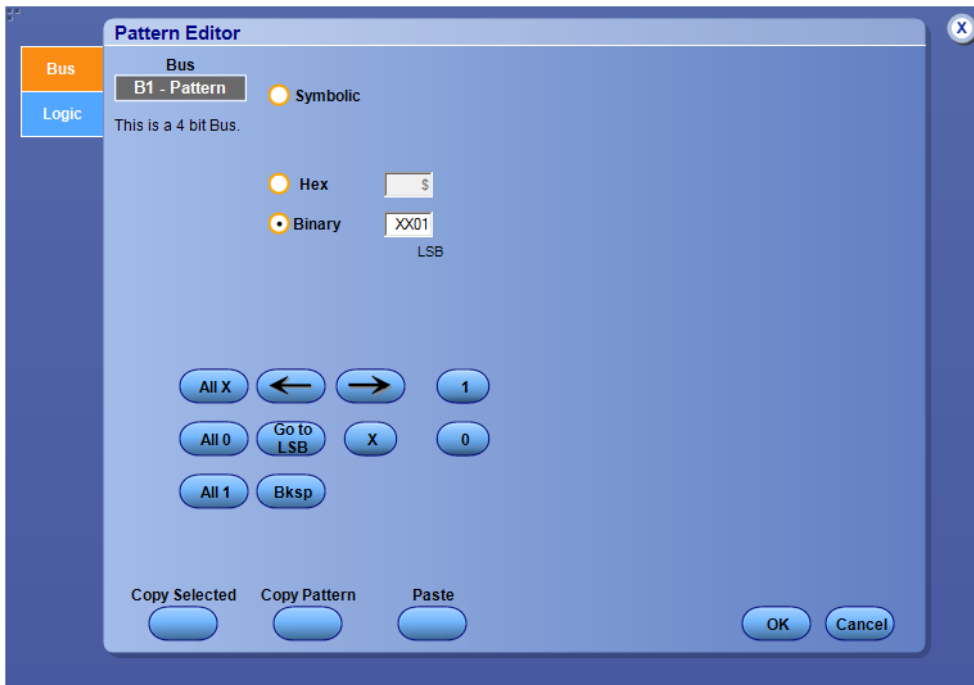 Pattern Editor
X
Bus
Logic
Bus
B1 - Pattern
This is a 4 bit Bus.
Symbolic
Hex
$
Binary
XX01
LSB
All X
1
All 0
Go to
LSB
X
0
All 1
Bksp
Copy Selected
Copy Pattern
Paste
OK
Cancel